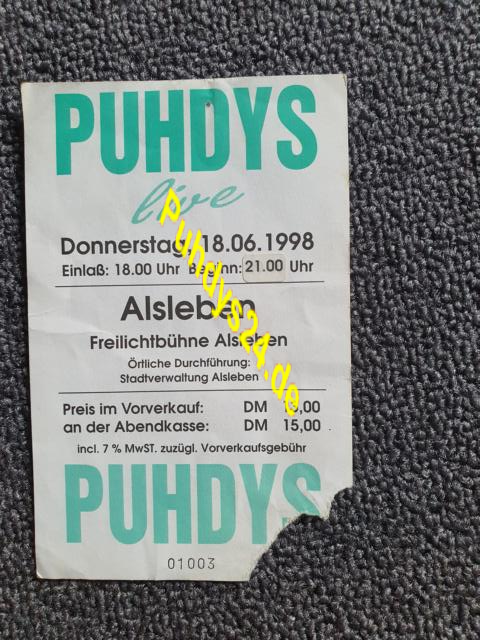 PUHDYS
live
Donnerstag, 18.06.1998
Einlaß: 18.00 Uhr Beginn: 21.00 Uhr
Alsleben
Freilichtbühne Alsleben
Örtliche Durchführung:
Stadtverwaltung Alsleben
Preis im Vorverkauf: DM
an der Abendkasse: DM 15,00
incl. 7 % MwST. zuzügl. Vorverkaufsgebühr
PUHDYS
01003
Puhdys24.de